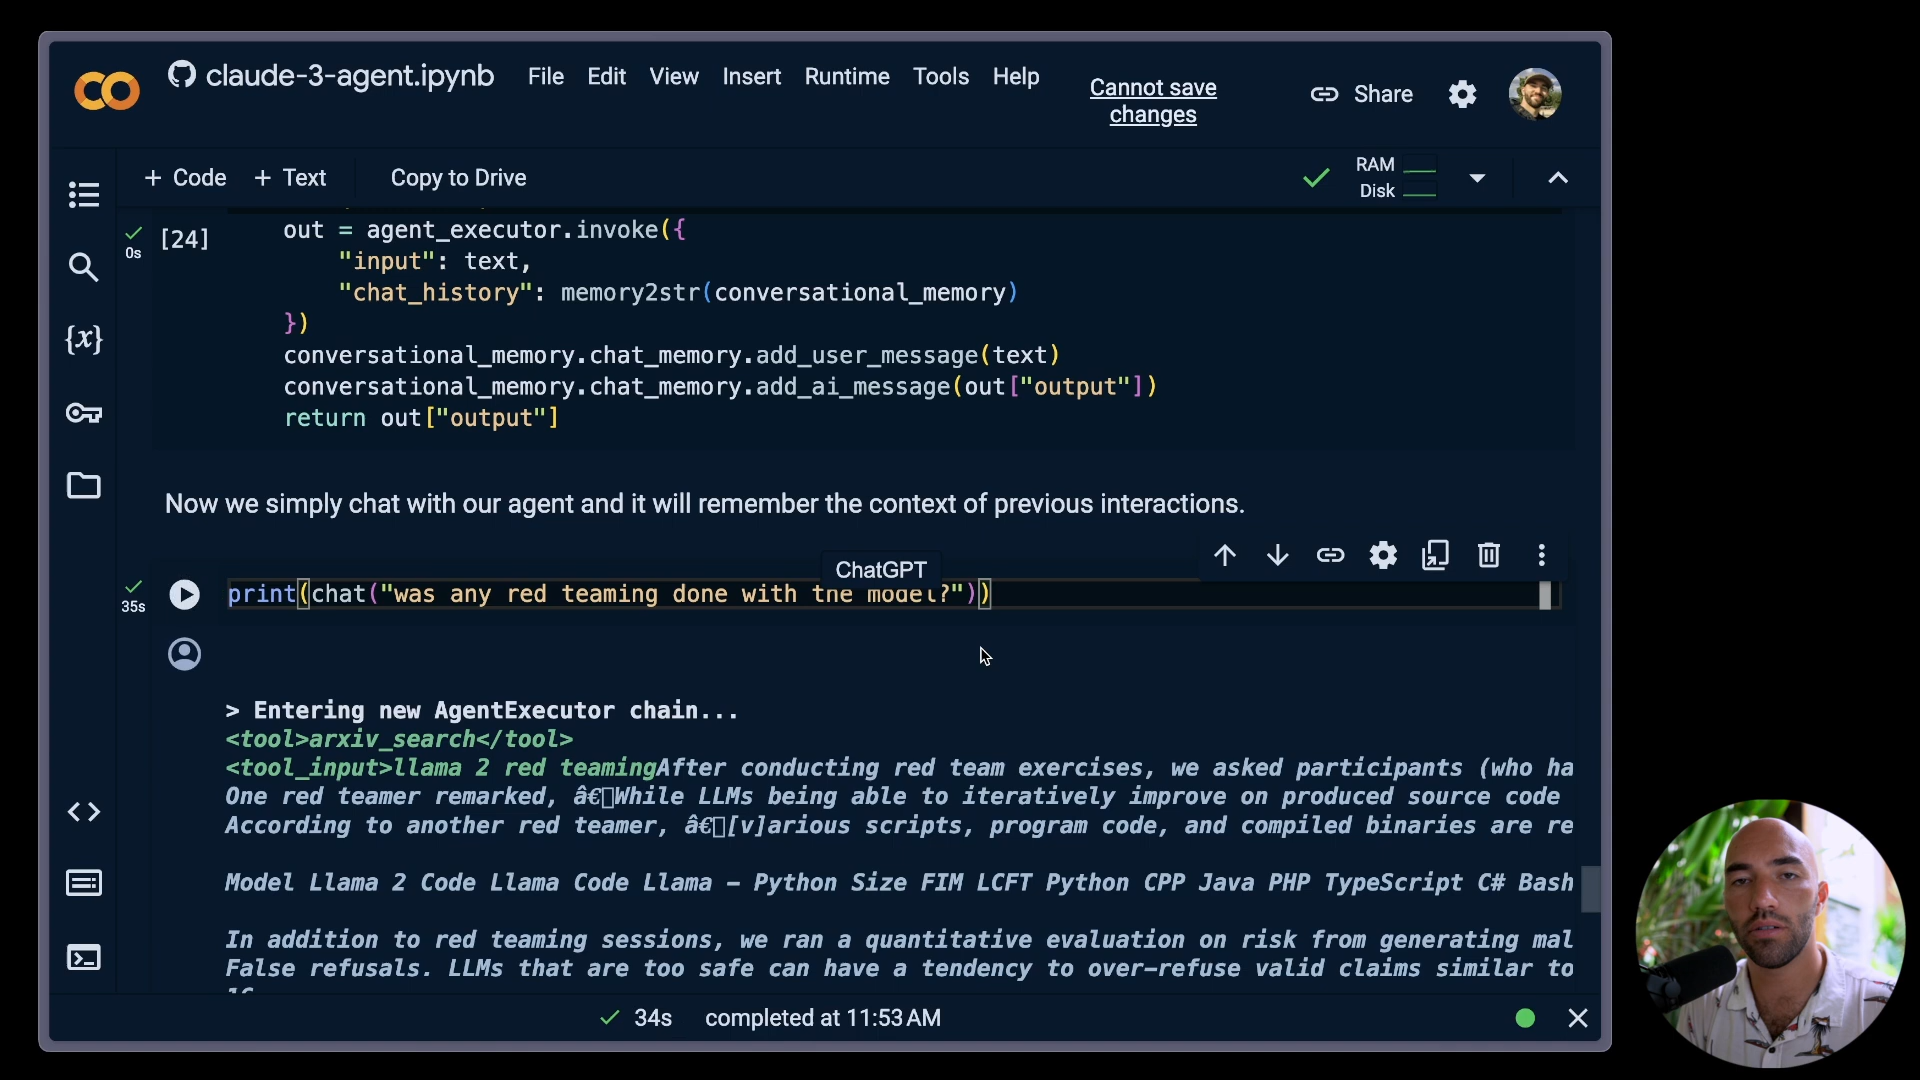 claude-3-agent.ipynb File Edit View Insert Runtime Tools Help
Cannot save
changes
Share
+ Code + Text Copy to Drive
RAM
Disk
0s
[24]
out = agent_executor.invoke({
"input": text,
"chat_history": memory2str(conversational_memory)
})
conversational_memory.chat_memory.add_user_message(text)
conversational_memory.chat_memory.add_ai_message(out["output"])
return out["output"]
Now we simply chat with our agent and it will remember the context of previous interactions.
ChatGPT
35s
print(chat("was any red teaming done with the model?"))
> Entering new AgentExecutor chain...
<tool>arxiv_search</tool>
<tool_input>llama 2 red teamingAfter conducting red team exercises, we asked participants (who ha
One red teamer remarked, â€▯While LLMs being able to iteratively improve on produced source code
According to another red teamer, â€▯[v]arious scripts, program code, and compiled binaries are re
Model Llama 2 Code Llama Code Llama - Python Size FIM LCFT Python CPP Java PHP TypeScript C# Bash
In addition to red teaming sessions, we ran a quantitative evaluation on risk from generating mal
False refusals. LLMs that are too safe can have a tendency to over-refuse valid claims similar to
34s completed at 11:53 AM